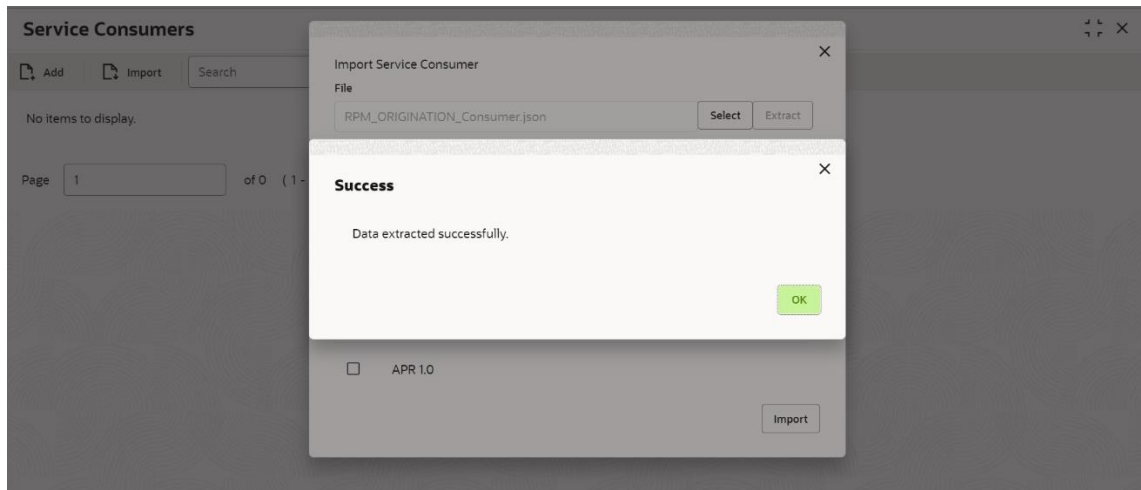 Service Consumers
Add Import Search
No items to display.
Page 1 of 0 ( 1 -
Import Service Consumer
File
RPM_ORIGINATION_Consumer.json Select Extract
Success
Data extracted successfully.
OK
APR 1.0
Import